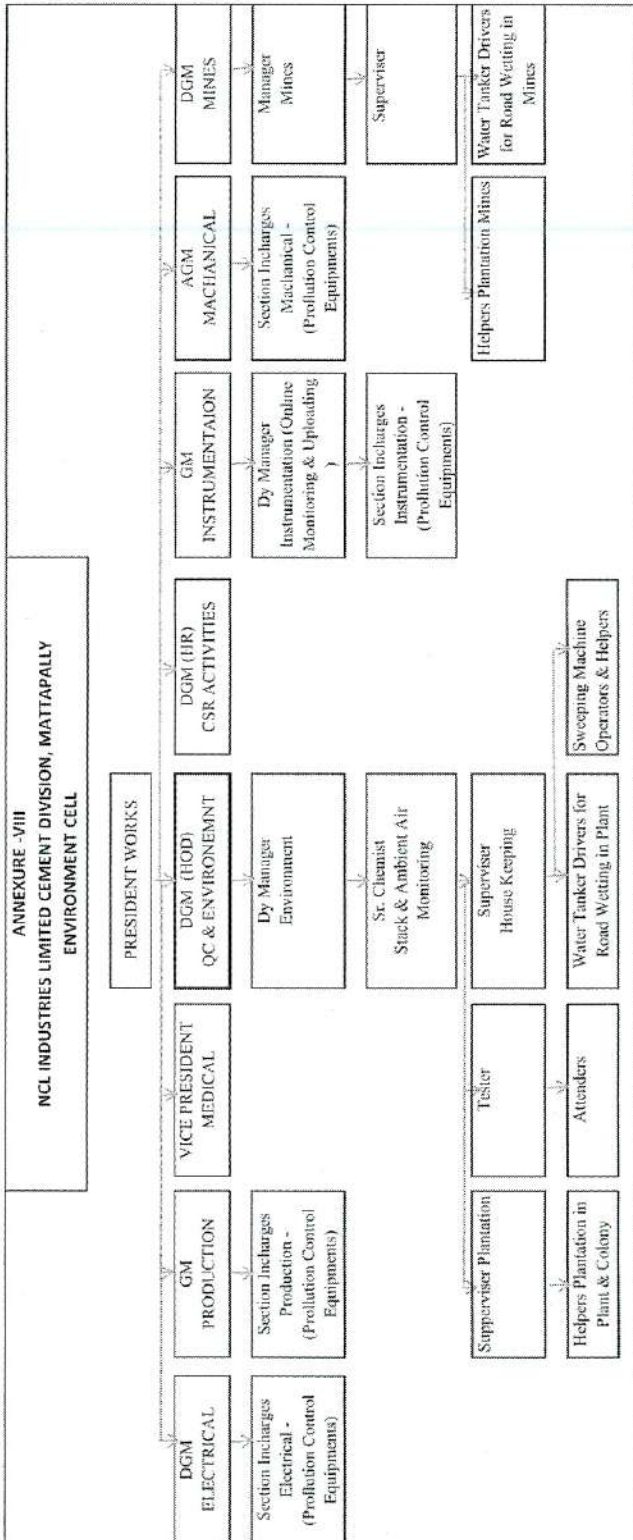 ANNEXURE -VIII
NCL INDUSTRIES LIMITED CEMENT DIVISION, MATTAPALLY
ENVIRONMENT CELL
PRESIDENT WORKS
DGM
ELECTRICAL
GM
PRODUCTION
VICE PRESIDENT
MEDICAL
DGM (HOD)
QC & ENVIRONEMNT
DGM (HR)
CSR ACTIVITIES
GM
INSTRUMENTAION
AGM
MACHANICAL
DGM
MINES
Section Incharges
Electrical -
(Prollution Control
Equipments)
Section Incharges
Production -
(Prollution Control
Equipments)
Dy Manager
Environment
Dy Manager
Instrumentation (Online
Monitoring & Uploading
)
Section Incharges
Machanical -
(Prollution Control
Equipments)
Manager
Mines
Sr. Chemist
Stack & Ambient Air
Monitoring
Section Incharges
Instrumentation -
(Prollution Control
Equipments)
Superviser
Supperviser Plantation
Tester
Superviser
House Keeping
Helpers Plantation Mines
Water Tanker Drivers
for Road Wetting in
Mines
Helpers Plantation in
Plant & Colony
Attenders
Water Tanker Drivers for
Road Wetting in Plant
Sweeping Machine
Operators & Helpers